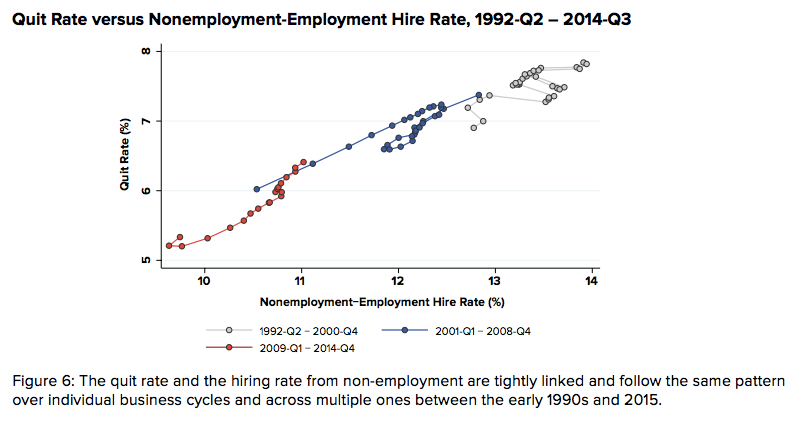 Quit Rate versus Nonemployment-Employment Hire Rate, 1992-Q2 – 2014-Q3
8
7
6
5
Quit Rate (%)
10 11 12 13 14
Nonemployment–Employment Hire Rate (%)
1992-Q2 – 2000-Q4 2001-Q1 – 2008-Q4
2009-Q1 – 2014-Q4
Figure 6: The quit rate and the hiring rate from non-employment are tightly linked and follow the same pattern
over individual business cycles and across multiple ones between the early 1990s and 2015.